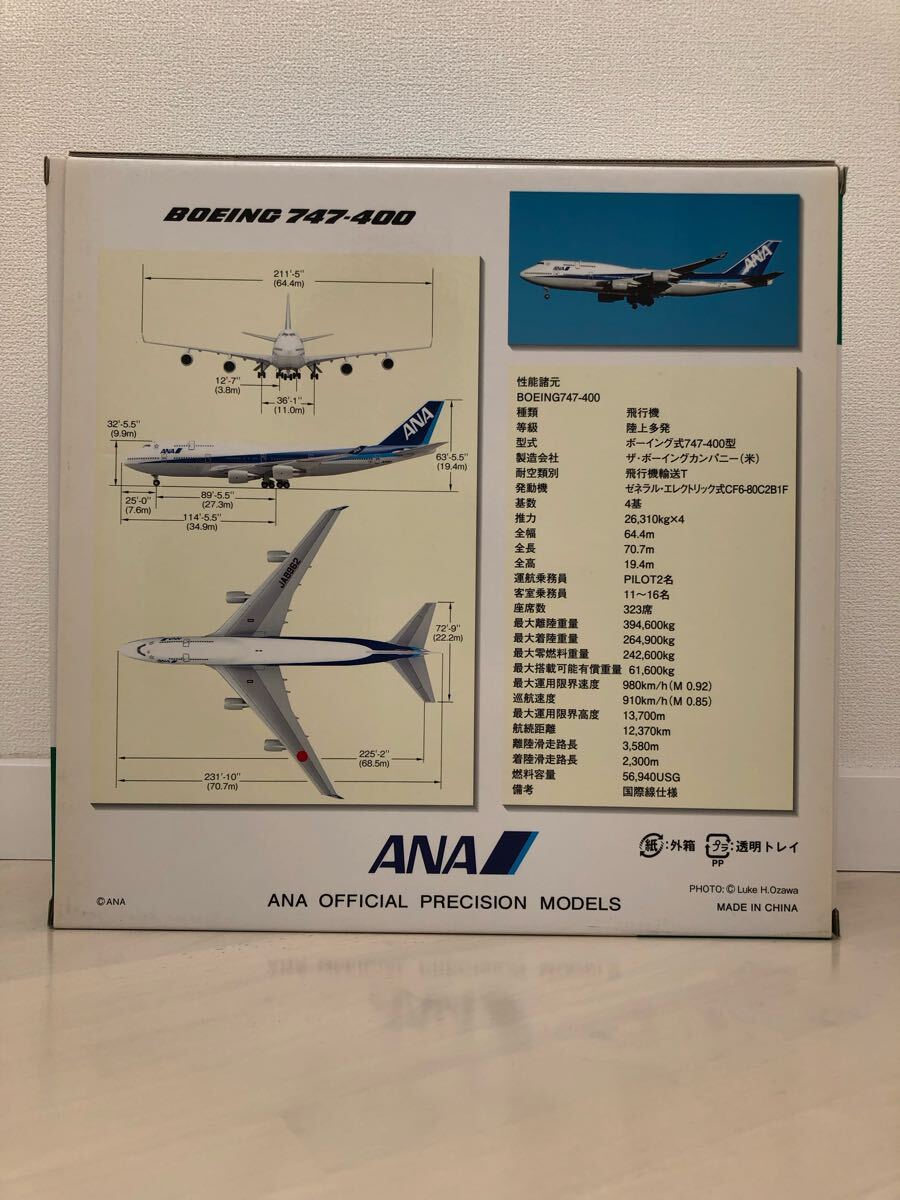 BOEING 747-400
211'-5"
(64.4m)
12'-7"
(3.8m)
36'-1"
(11.0m)
32'-5.5"
(9.9m)
ANA
ANA
63'-5.5"
(19.4m)
25'-0"
(7.6m)
89'-5.5"
(27.3m)
114'-5.5"
(34.9m)
JA8962
72'-9"
(22.2m)
225'-2"
(68.5m)
231'-10"
(70.7m)
ANA
ANA
性能諸元
BOEING747-400
種類 飛行機
等級 陸上多発
型式 ボーイング式747-400型
製造会社 ザ・ボーイングカンパニー(米)
耐空類別 飛行機輸送T
発動機 ゼネラル・エレクトリック式CF6-80C2B1F
基数 4基
推力 26,310kg×4
全幅 64.4m
全長 70.7m
全高 19.4m
運航乗務員 PILOT2名
客室乗務員 11〜16名
座席数 323席
最大離陸重量 394,600kg
最大着陸重量 264,900kg
最大零燃料重量 242,600kg
最大搭載可能有償重量 61,600kg
最大運用限界速度 980km/h(M 0.92)
巡航速度 910km/h(M 0.85)
最大運用限界高度 13,700m
航続距離 12,370km
離陸滑走路長 3,580m
着陸滑走路長 2,300m
燃料容量 56,940USG
備考 国際線仕様
ANA
紙:外箱 プラ:透明トレイ
PP
PHOTO:© Luke H.Ozawa
©ANA
ANA OFFICIAL PRECISION MODELS
MADE IN CHINA